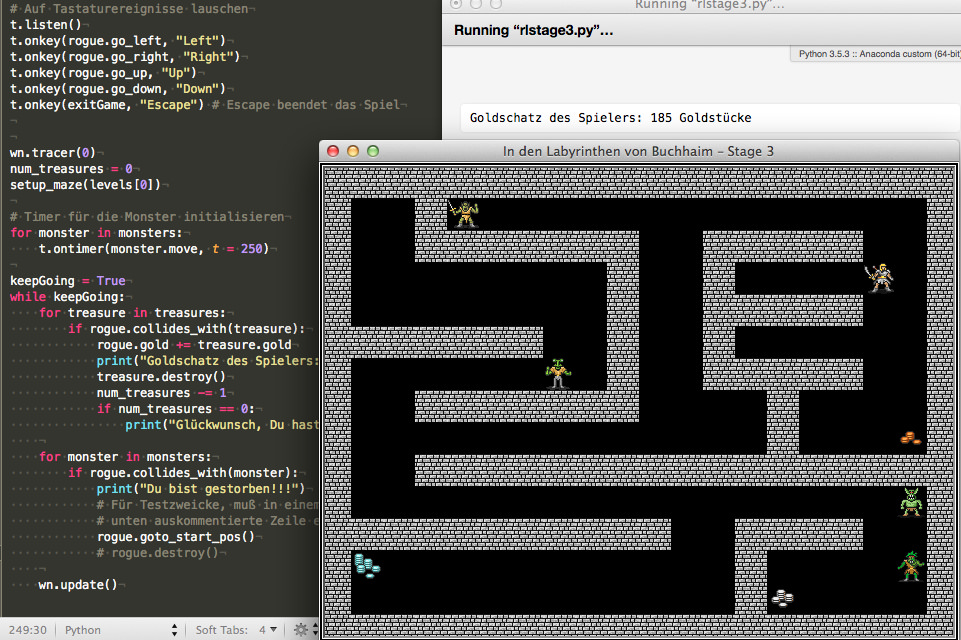 # Auf Tastaturereignisse lauschen
t.listen()
t.onkey(rogue.go_left, "Left")
t.onkey(rogue.go_right, "Right")
t.onkey(rogue.go_up, "Up")
t.onkey(rogue.go_down, "Down")
t.onkey(exitGame, "Escape") # Escape beendet das Spiel
wn.tracer(0)
num_treasures = 0
setup_maze(levels[0])
# Timer für die Monster initialisieren
for monster in monsters:
    t.ontimer(monster.move, t = 250)
keepGoing = True
while keepGoing:
    for treasure in treasures:
        if rogue.collides_with(treasure):
            rogue.gold += treasure.gold
            print("Goldschatz des Spielers:
            treasure.destroy()
            num_treasures -= 1
            if num_treasures == 0:
                print("Glückwunsch, Du hast
    for monster in monsters:
        if rogue.collides_with(monster):
            print("Du bist gestorben!!!")
            # Für Testzwecke, muß in einem
            # unten auskommentierte Zeile e
            rogue.goto_start_pos()
            # rogue.destroy()
    wn.update()
249:30 Python Soft Tabs: 4
Running “rlstage3.py”…
Running “rlstage3.py”…
Python 3.5.3 :: Anaconda custom (64-bit)
Goldschatz des Spielers: 185 Goldstücke
In den Labyrinthen von Buchhaim – Stage 3